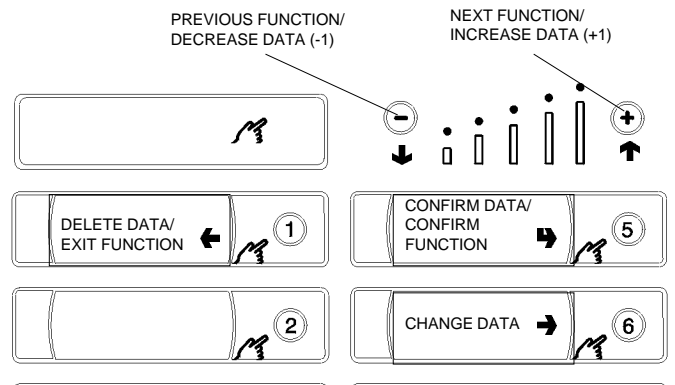 PREVIOUS FUNCTION/
DECREASE DATA (-1)
NEXT FUNCTION/
INCREASE DATA (+1)
DELETE DATA/
EXIT FUNCTION
1
CONFIRM DATA/
CONFIRM
FUNCTION
5
2
CHANGE DATA
6